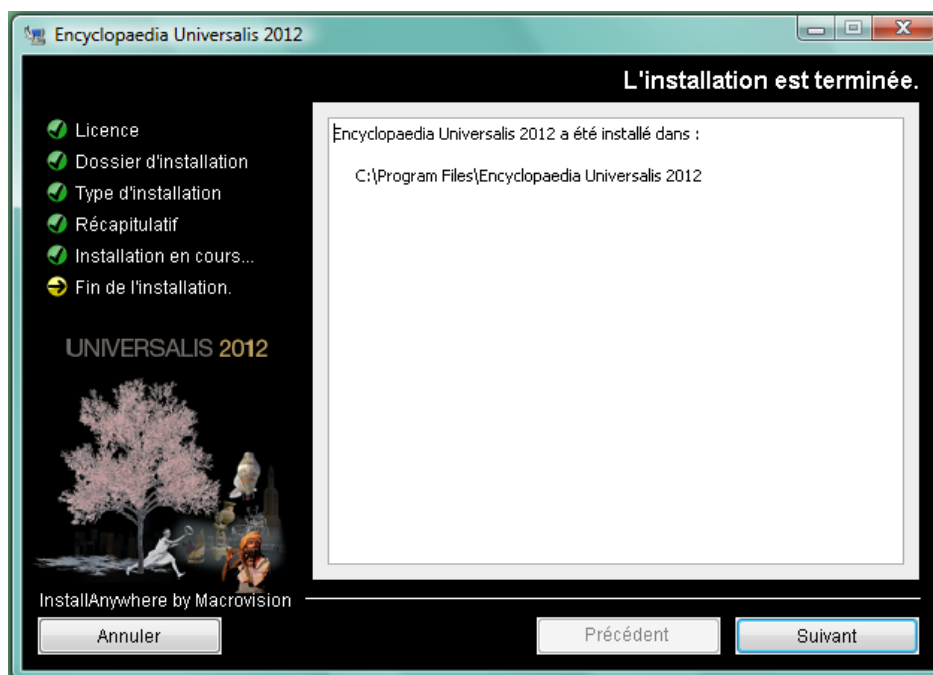 Encyclopaedia Universalis 2012
L'installation est terminée.
Licence
Dossier d'installation
Type d'installation
Récapitulatif
Installation en cours...
Fin de l'installation.
UNIVERSALIS 2012
Encyclopaedia Universalis 2012 a été installé dans :
C:\Program Files\Encyclopaedia Universalis 2012
InstallAnywhere by Macrovision
Annuler
Précédent
Suivant